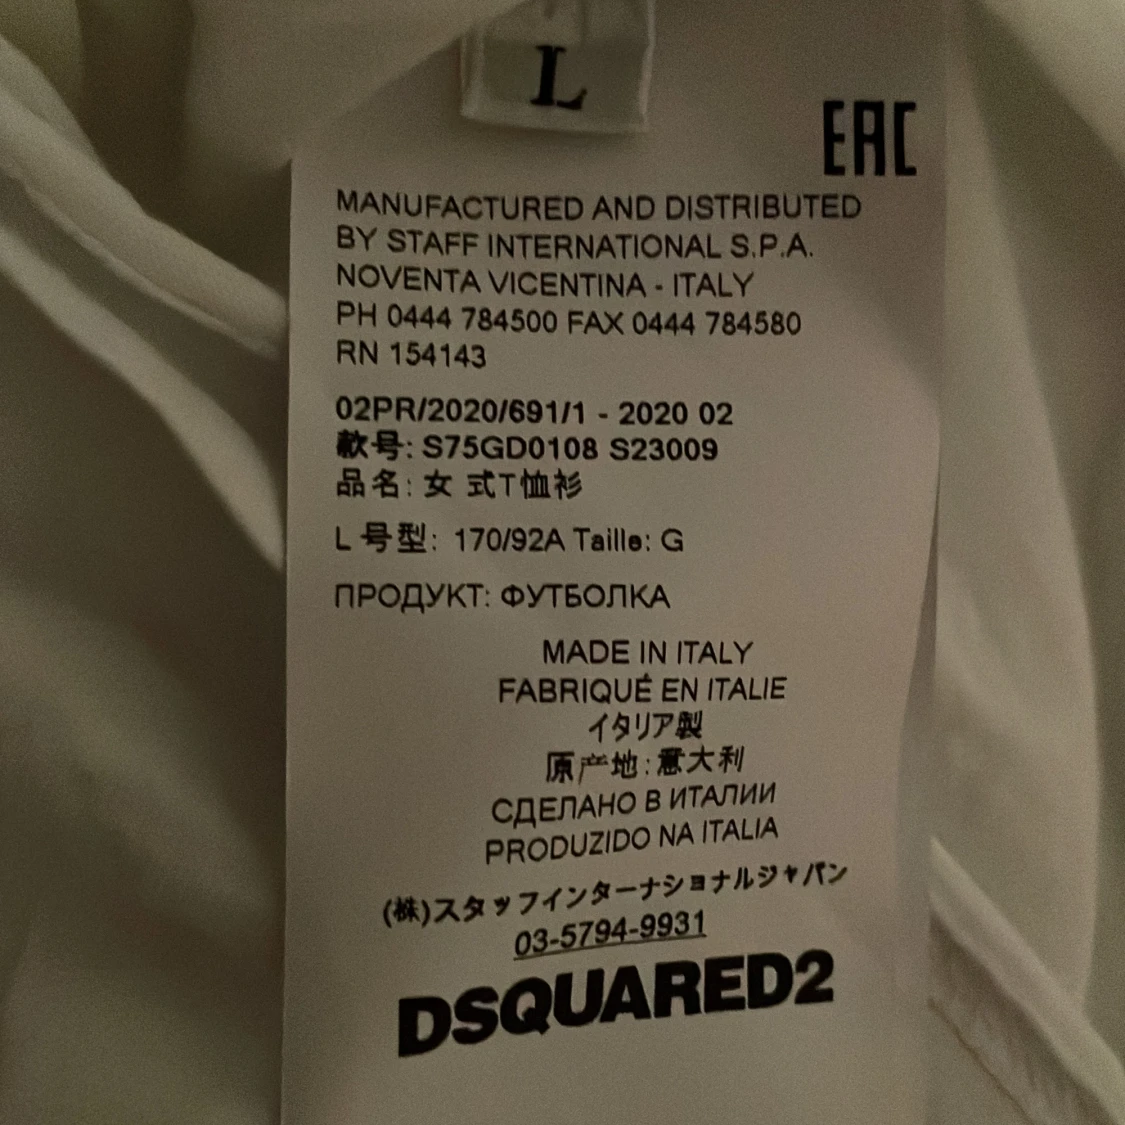 L
EAC
MANUFACTURED AND DISTRIBUTED
BY STAFF INTERNATIONAL S.P.A.
NOVENTA VICENTINA - ITALY
PH 0444 784500 FAX 0444 784580
RN 154143
02PR/2020/691/1 - 2020 02
款号: S75GD0108 S23009
品名: 女 式T恤衫
L 号型: 170/92A Taille: G
ПРОДУКТ: ФУТБОЛКА
MADE IN ITALY
FABRIQUÉ EN ITALIE
イタリア製
原产地:意大利
СДЕЛАНО В ИТАЛИИ
PRODUZIDO NA ITALIA
(株)スタッフインターナショナルジャパン
03-5794-9931
DSQUARED2